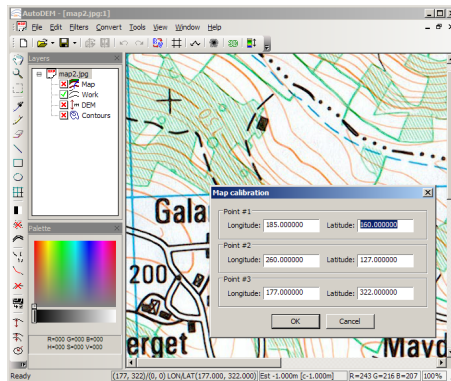 AutoDEM - [map2.jpg:1]
File Edit Filters Convert Tools View Window Help
Layers
map2.jpg
Map
Work
DEM
Contours
Palette
R=000 G=000 B=000
H=000 S=000 V=000
Gala
200
erget
Mavd
Map calibration
Point #1
Longitude: 185.000000 Latitude: 160.000000
Point #2
Longitude: 260.000000 Latitude: 127.000000
Point #3
Longitude: 177.000000 Latitude: 322.000000
OK Cancel
Ready (177, 322)/(0, 0) LON/LAT(177.000, 322.000) Est -1.000m [c-1.000m] R=243 G=216 B=207 100%